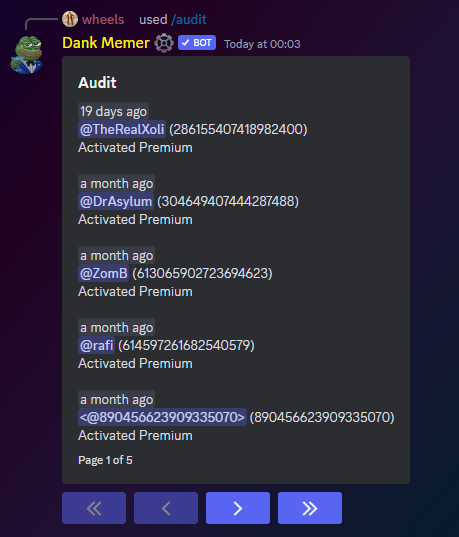 wheels used /audit
Dank Memer ✓ BOT Today at 00:03
Audit
19 days ago
@TheRealXoli (286155407418982400)
Activated Premium
a month ago
@DrAsylum (304649407444287488)
Activated Premium
a month ago
@ZomB (613065902723694623)
Activated Premium
a month ago
@rafi (614597261682540579)
Activated Premium
a month ago
<@890456623909335070> (890456623909335070)
Activated Premium
Page 1 of 5